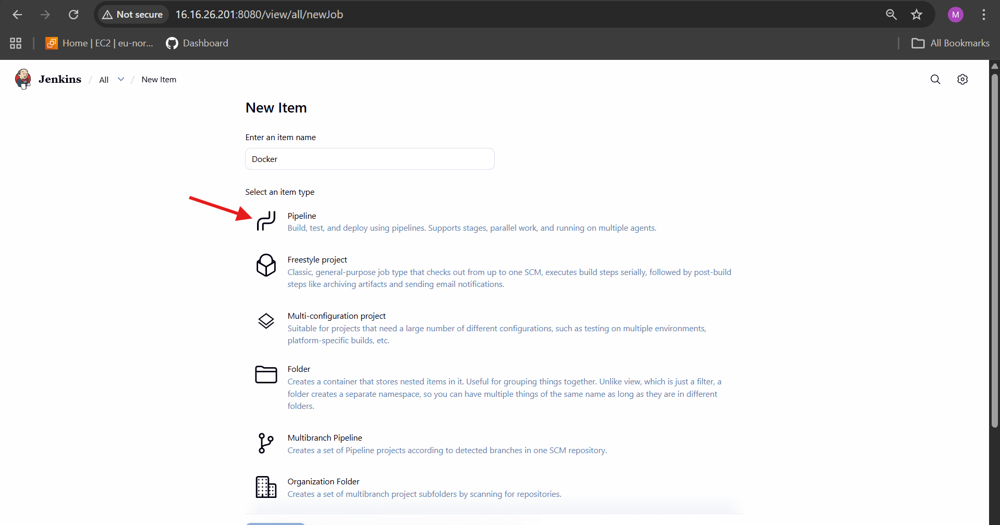 Not secure 16.16.26.201:8080/view/all/newJob M
Home | EC2 | eu-nor... Dashboard All Bookmarks
Jenkins / All / New Item
New Item
Enter an item name
Docker
Select an item type
Pipeline
Build, test, and deploy using pipelines. Supports stages, parallel work, and running on multiple agents.
Freestyle project
Classic, general-purpose job type that checks out from up to one SCM, executes build steps serially, followed by post-build
steps like archiving artifacts and sending email notifications.
Multi-configuration project
Suitable for projects that need a large number of different configurations, such as testing on multiple environments,
platform-specific builds, etc.
Folder
Creates a container that stores nested items in it. Useful for grouping things together. Unlike view, which is just a filter, a
folder creates a separate namespace, so you can have multiple things of the same name as long as they are in different
folders.
Multibranch Pipeline
Creates a set of Pipeline projects according to detected branches in one SCM repository.
Organization Folder
Creates a set of multibranch project subfolders by scanning for repositories.